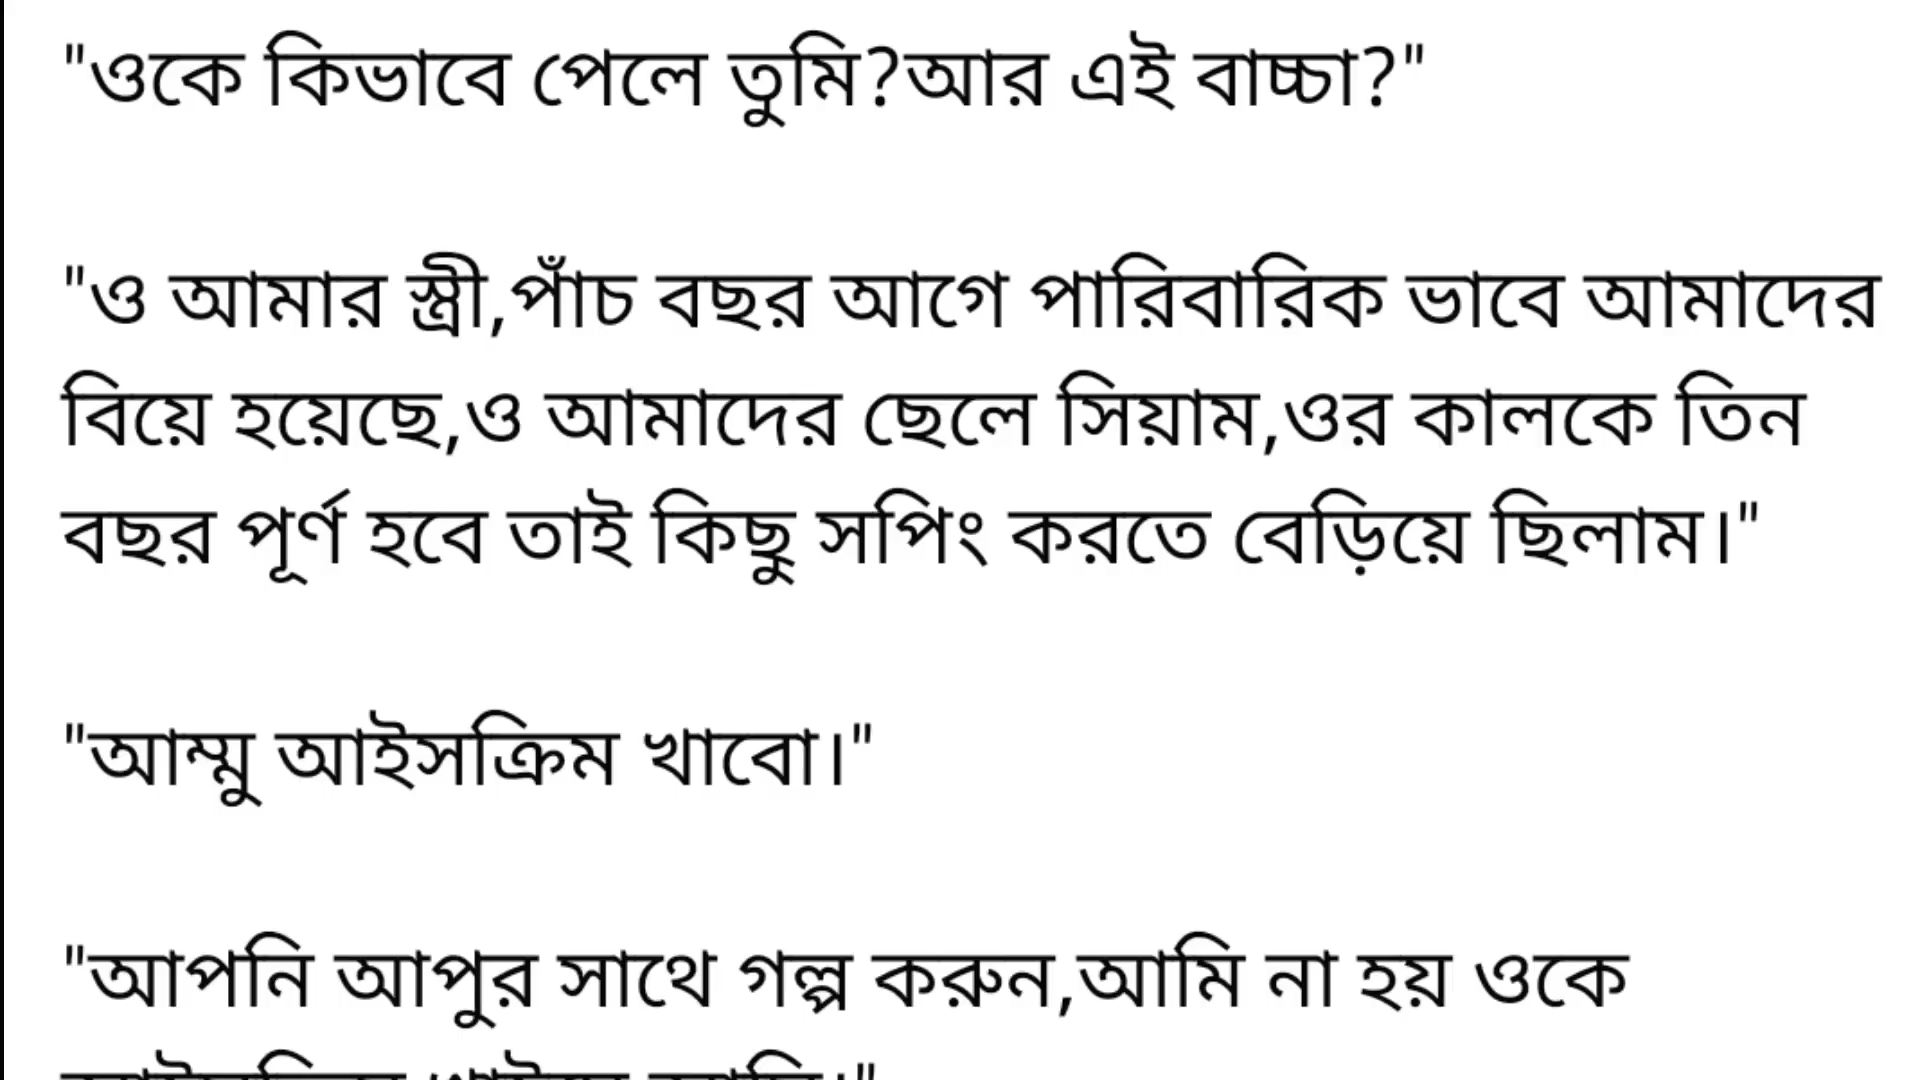 "ওকে কিভাবে পেলে তুমি?আর এই বাচ্চা?"
"ও আমার স্ত্রী,পাঁচ বছর আগে পারিবারিক ভাবে আমাদের
বিয়ে হয়েছে,ও আমাদের ছেলে সিয়াম,ওর কালকে তিন
বছর পূর্ণ হবে তাই কিছু সপিং করতে বেড়িয়ে ছিলাম।"
"আম্মু আইসক্রিম খাবো।"
"আপনি আপুর সাথে গল্প করুন,আমি না হয় ওকে